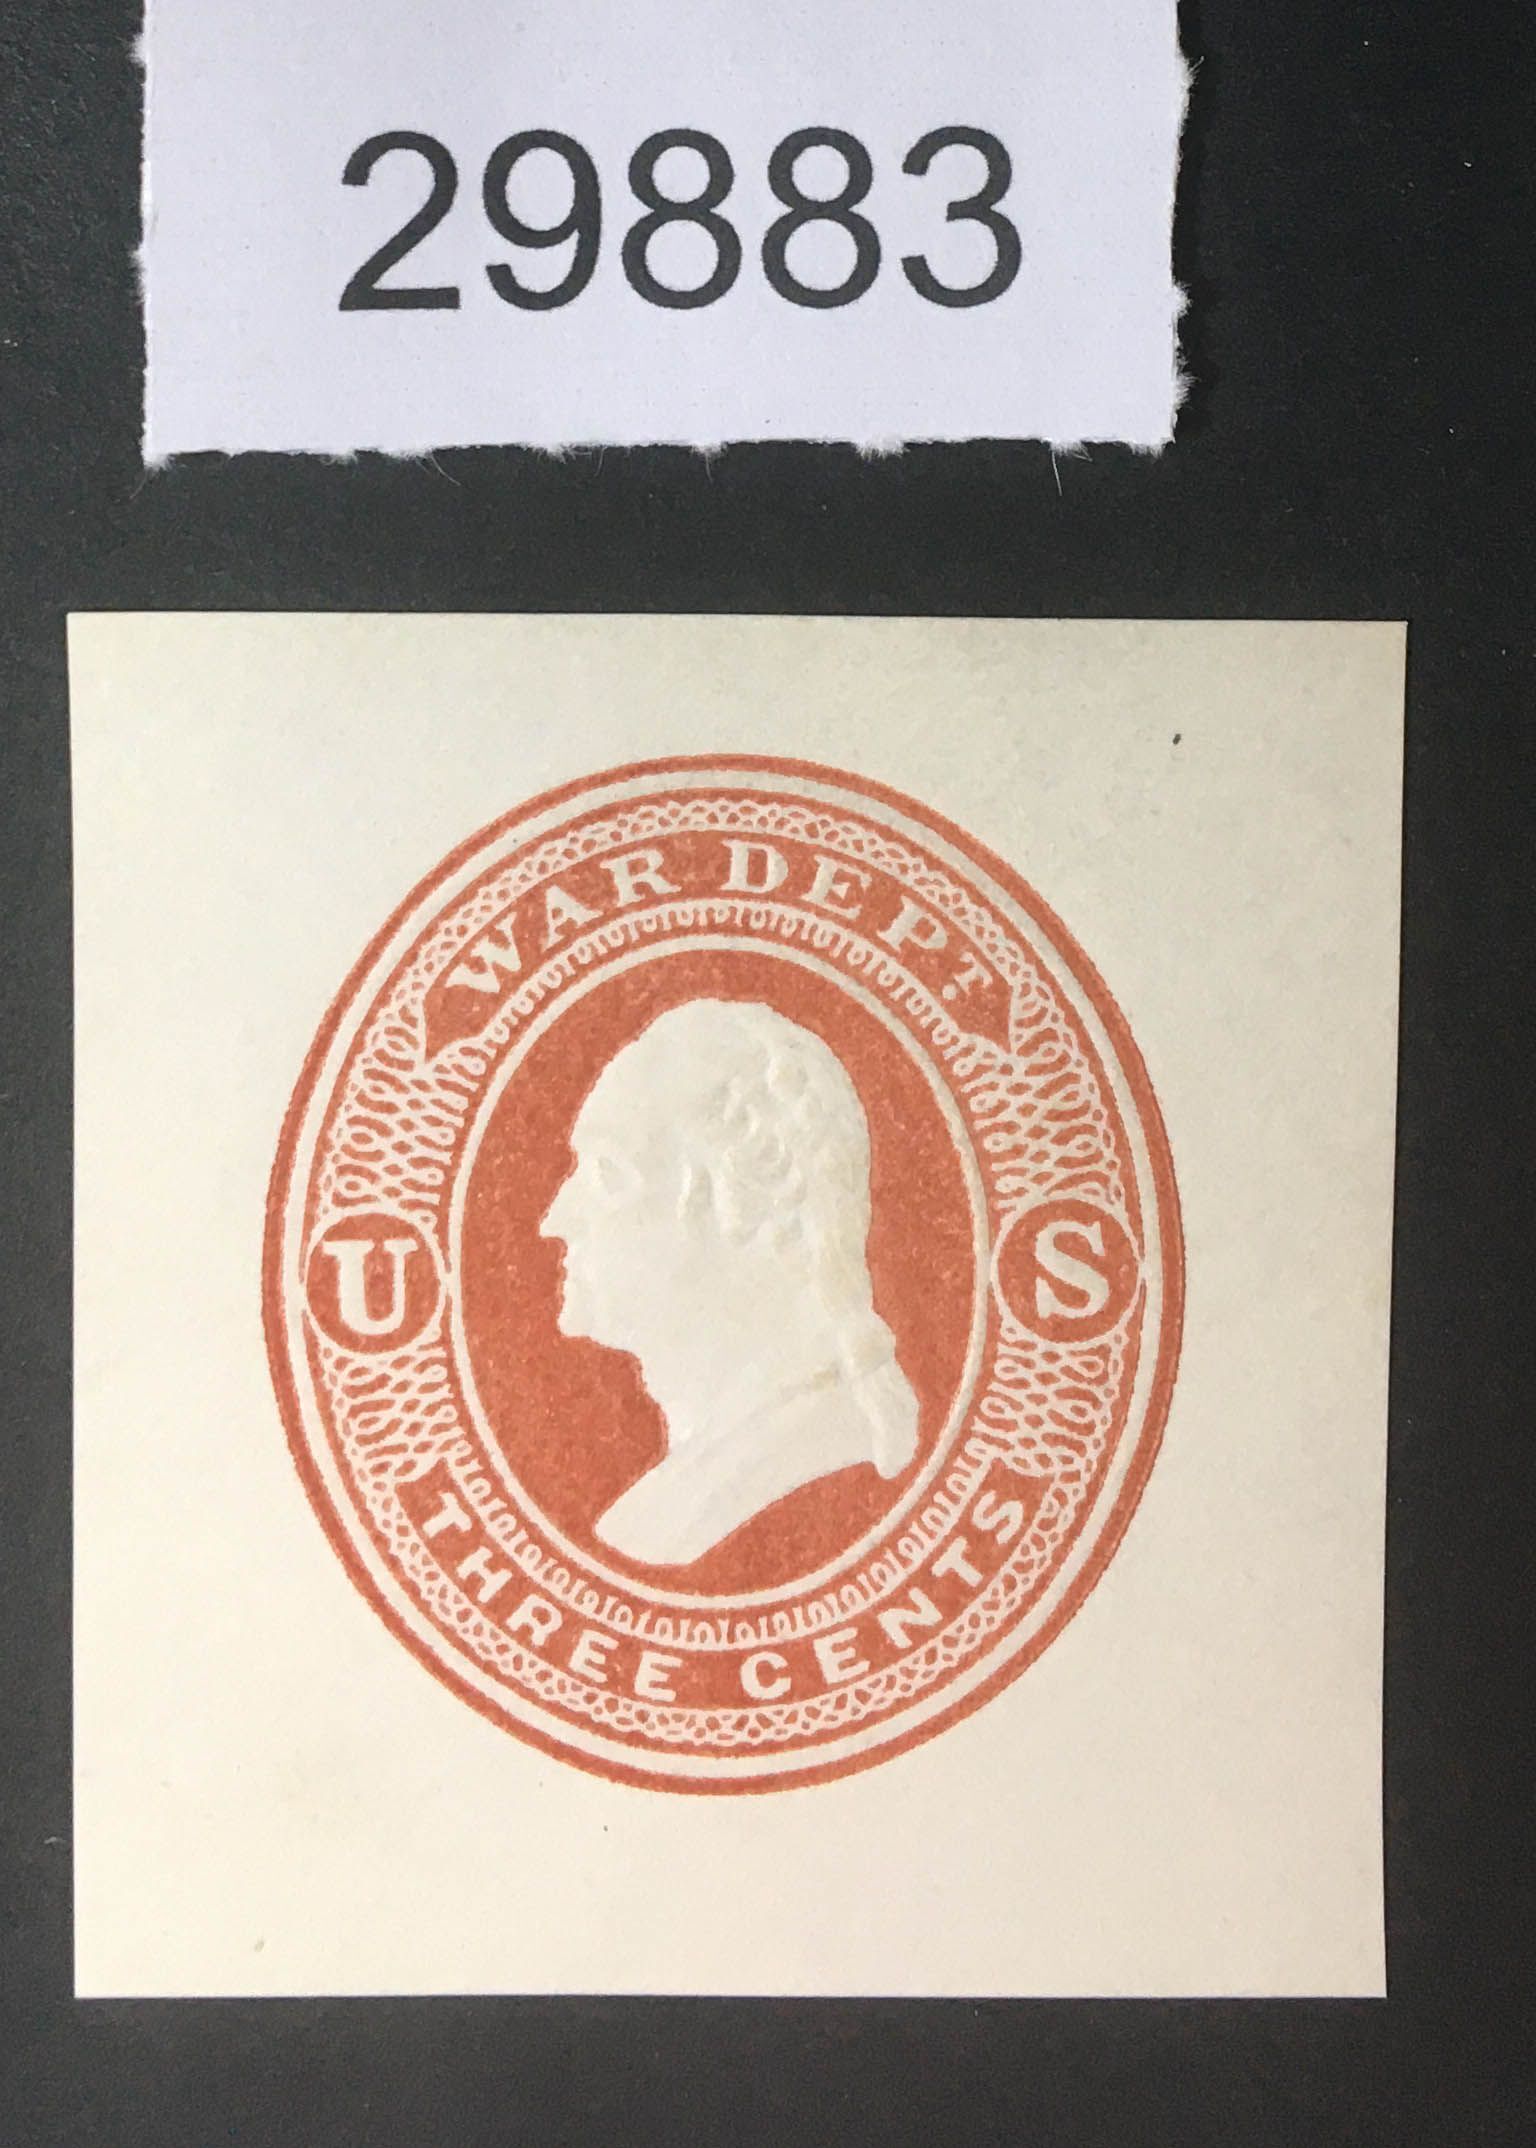 29883
WAR DEPT.
U S
THREE CENTS